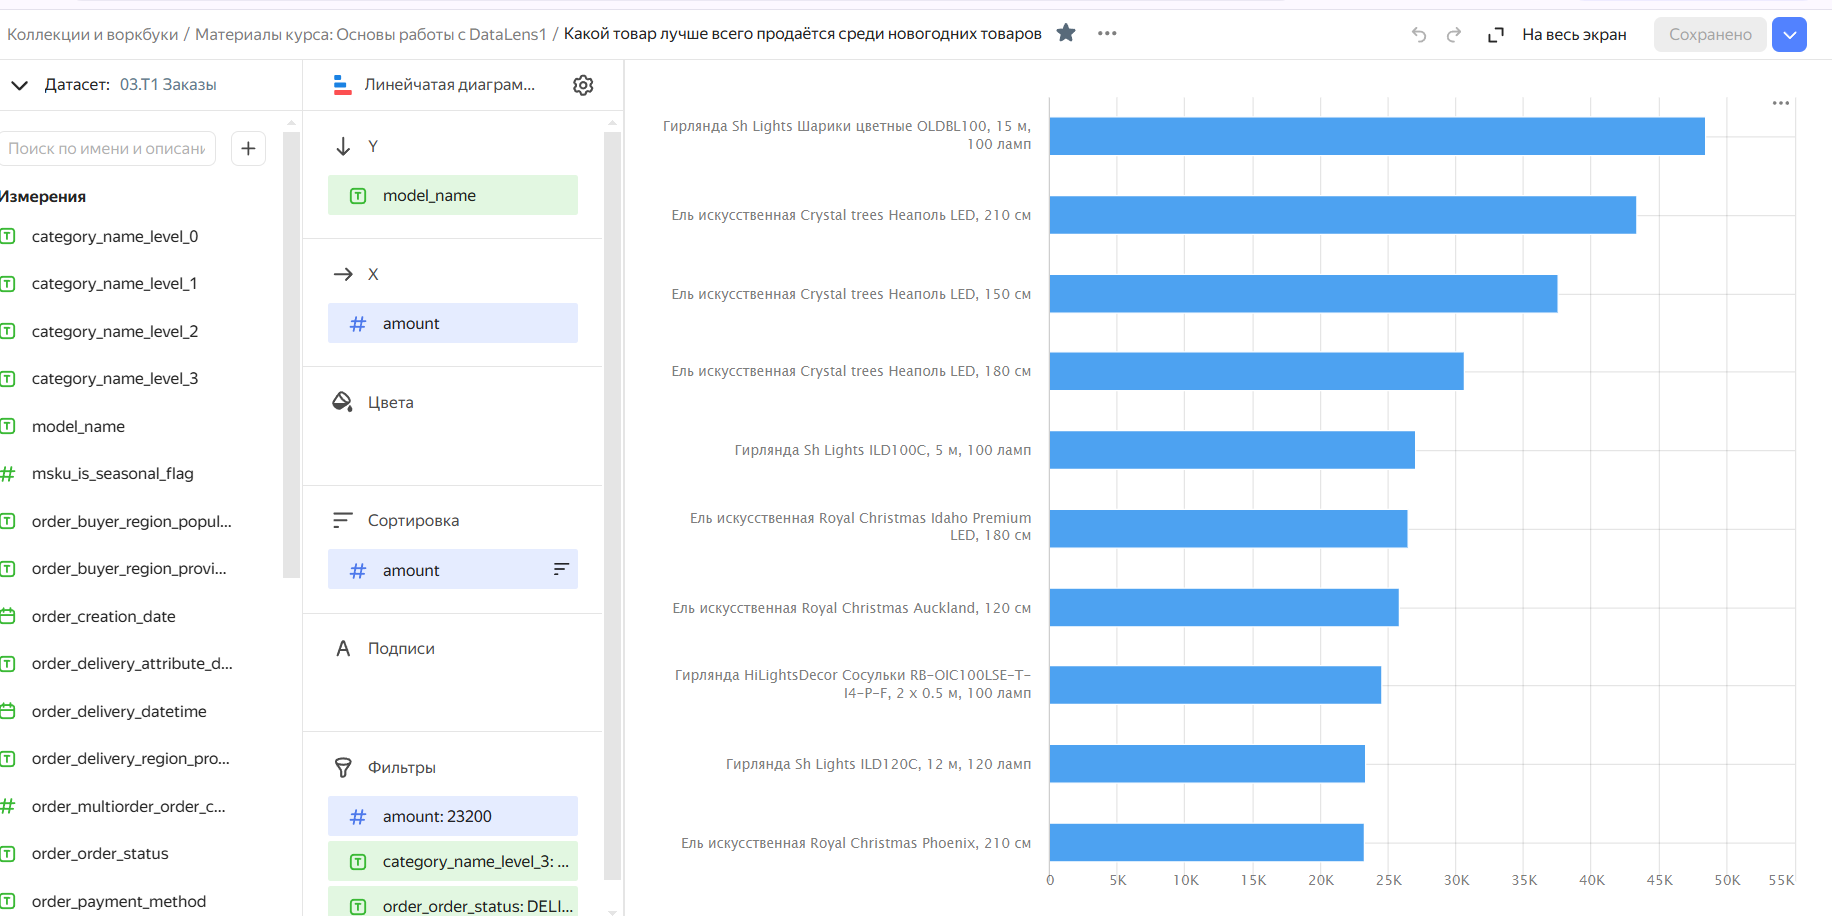 Коллекции и воркбуки / Материалы курса: Основы работы с DataLens1 / Какой товар лучше всего продаётся среди новогодних товаров
На весь экран
Сохранено
Датасет: 03.Т1 Заказы
Поиск по имени и описани
Измерения
category_name_level_0
category_name_level_1
category_name_level_2
category_name_level_3
model_name
msku_is_seasonal_flag
order_buyer_region_popul...
order_buyer_region_provi...
order_creation_date
order_delivery_attribute_d...
order_delivery_datetime
order_delivery_region_pro...
order_multiorder_order_c...
order_order_status
order_payment_method
Линейчатая диаграм...
Y
model_name
X
amount
Цвета
Сортировка
amount
Подписи
Фильтры
amount: 23200
category_name_level_3: ...
order_order_status: DELI...
Гирлянда Sh Lights Шарики цветные OLDBL100, 15 м,
100 ламп
Ель искусственная Crystal trees Неаполь LED, 210 см
Ель искусственная Crystal trees Неаполь LED, 150 см
Ель искусственная Crystal trees Неаполь LED, 180 см
Гирлянда Sh Lights ILD100C, 5 м, 100 ламп
Ель искусственная Royal Christmas Idaho Premium
LED, 180 см
Ель искусственная Royal Christmas Auckland, 120 см
Гирлянда HiLightsDecor Сосульки RB-OIC100LSE-T-
I4-P-F, 2 х 0.5 м, 100 ламп
Гирлянда Sh Lights ILD120C, 12 м, 120 ламп
Ель искусственная Royal Christmas Phoenix, 210 см
0 5K 10K 15K 20K 25K 30K 35K 40K 45K 50K 55K